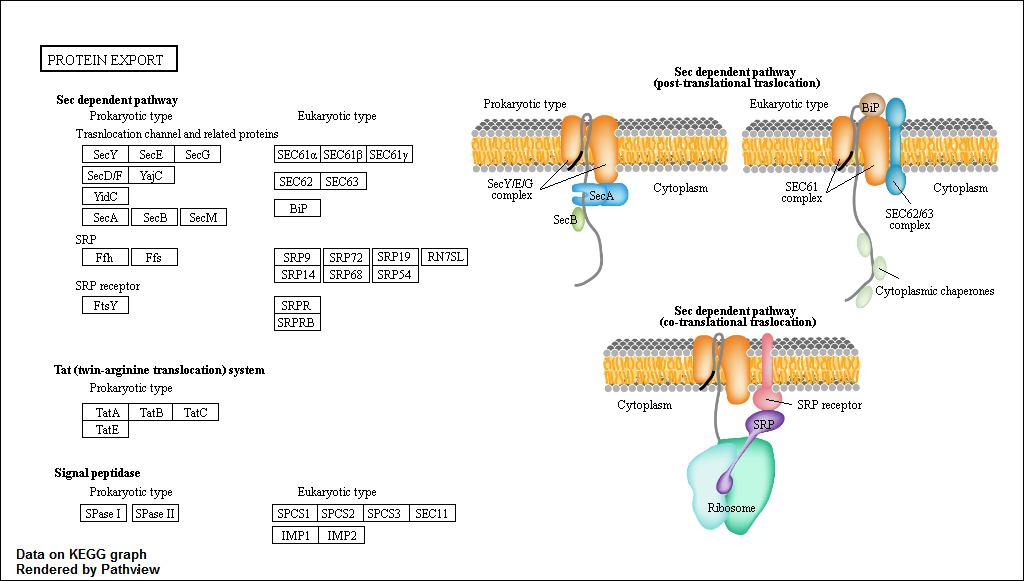 PROTEIN EXPORT
Sec dependent pathway
Prokaryotic type
Eukaryotic type
Trasnlocation channel and related proteins
SecY SecE SecG
SEC61α SEC61β SEC61γ
SecD/F YajC
SEC62 SEC63
YidC
BiP
SecA SecB SecM
SRP
Ffh Ffs
SRP9 SRP72 SRP19 RN7SL
SRP14 SRP68 SRP54
SRP receptor
FtsY
SRPR
SRPRB
Tat (twin-arginine translocation) system
Prokaryotic type
TatA TatB TatC
TatE
Signal peptidase
Prokaryotic type
Eukaryotic type
SPase I SPase II
SPCS1 SPCS2 SPCS3 SEC11
IMP1 IMP2
Data on KEGG graph
Rendered by Pathview
Sec dependent pathway
(post-translational traslocation)
Prokaryotic type
SecY/E/G
complex
SecA
SecB
Cytoplasm
Eukaryotic type
BiP
SEC61
complex
Cytoplasm
SEC62/63
complex
Cytoplasmic chaperones
Sec dependent pathway
(co-translational traslocation)
Cytoplasm
SRP receptor
SRP
Ribosome